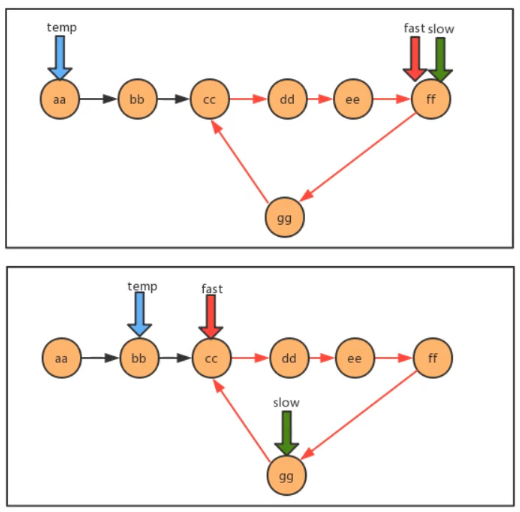 temp fast slow
aa bb cc dd ee ff
gg
temp fast
aa bb cc dd ee ff
slow
gg